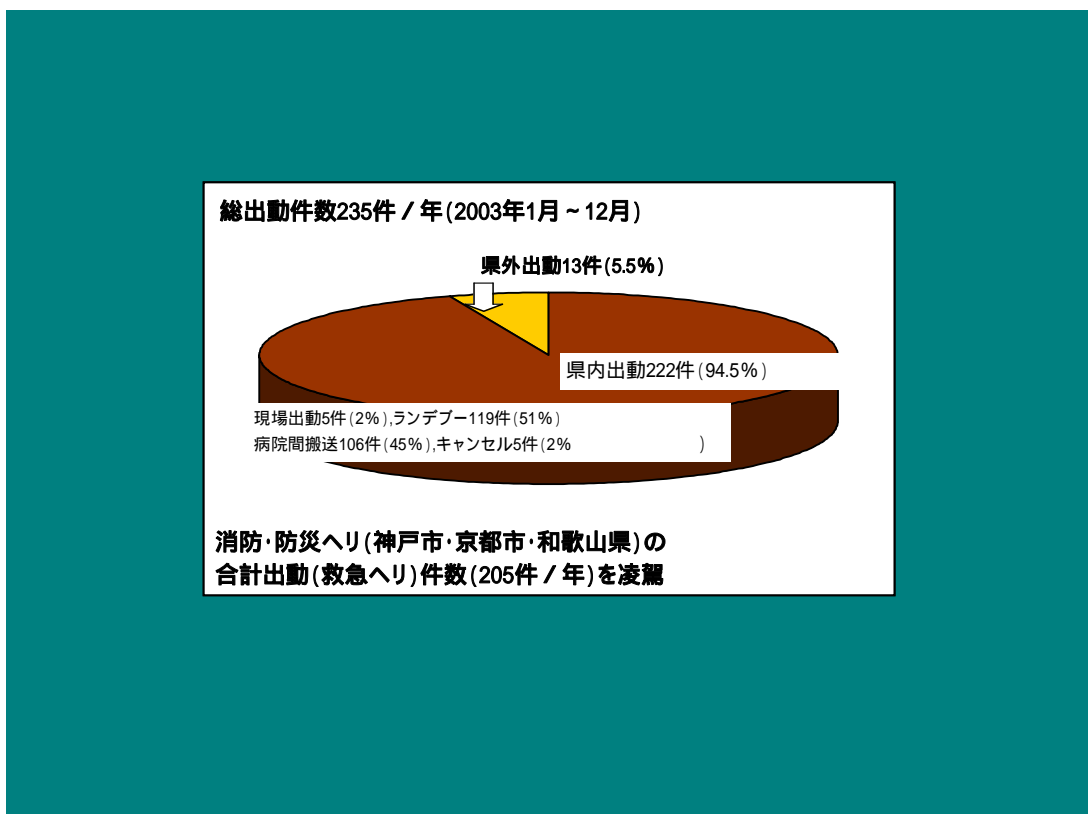 総出動件数235件／年(2003年1月～12月)
県外出動13件(5.5%)
県内出動222件(94.5%)
現場出動5件(2%),ランデブー119件(51%)
病院間搬送106件(45%),キャンセル5件(2% )
消防･防災ヘリ(神戸市･京都市･和歌山県)の
合計出動(救急ヘリ)件数(205件／年)を凌駕